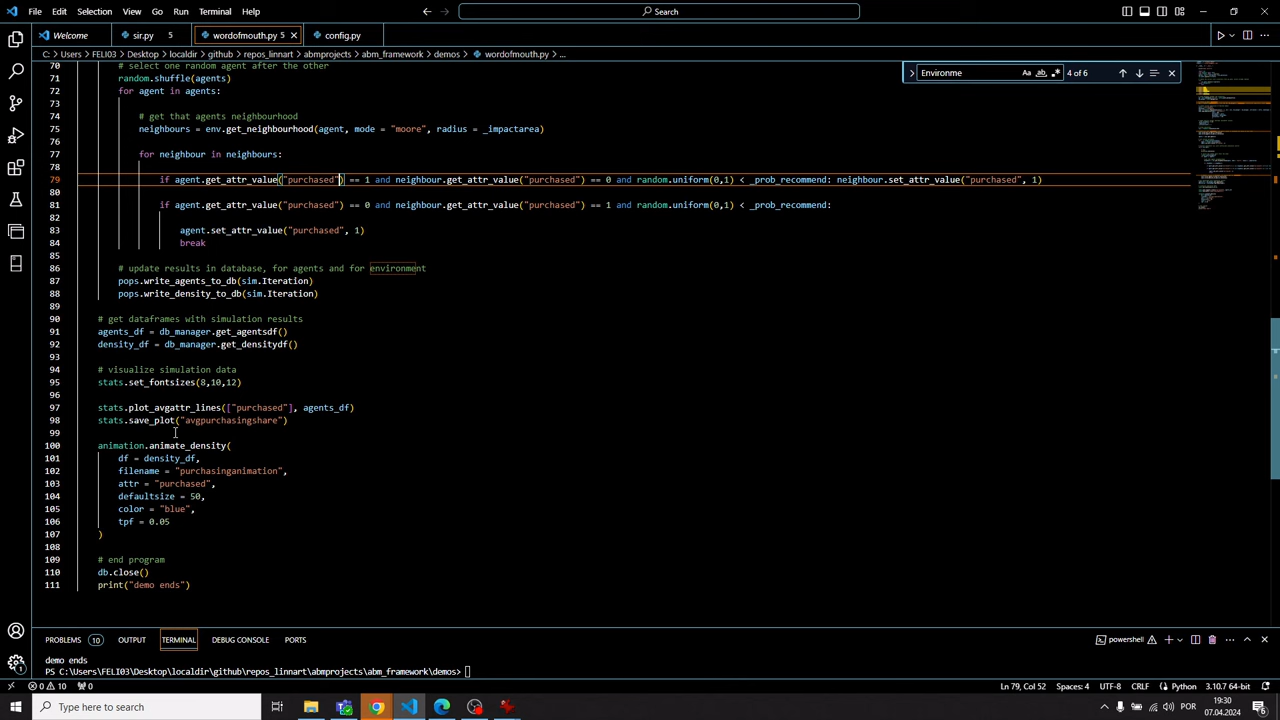 File Edit Selection View Go Run Terminal Help
Search
Welcome sir.py 5 wordofmouth.py 5 config.py
C: > Users > FELI03 > Desktop > localdir > github > repos_linnart > abmprojects > abm_framework > demos > wordofmouth.py > ...
Environme Aa ab .* 4 of 6
70 # select one random agent after the other
71 random.shuffle(agents)
72 for agent in agents:
73
74 # get that agents neighbourhood
75 neighbours = env.get_neighbourhood(agent, mode = "moore", radius = _impactarea)
76
77 for neighbour in neighbours:
78
79 if agent.get_attr_value("purchased") == 1 and neighbour.get_attr_value("purchased") == 0 and random.uniform(0,1) < _prob_recommend: neighbour.set_attr_value("purchased", 1)
80
81 if agent.get_attr_value("purchased") == 0 and neighbour.get_attr_value("purchased") == 1 and random.uniform(0,1) < _prob_recommend:
82
83 agent.set_attr_value("purchased", 1)
84 break
85
86 # update results in database, for agents and for environment
87 pops.write_agents_to_db(sim.Iteration)
88 pops.write_density_to_db(sim.Iteration)
89
90 # get dataframes with simulation results
91 agents_df = db_manager.get_agentsdf()
92 density_df = db_manager.get_densitydf()
93
94 # visualize simulation data
95 stats.set_fontsizes(8,10,12)
96
97 stats.plot_avgattr_lines(["purchased"], agents_df)
98 stats.save_plot("avgpurchasingshare")
99
100 animation.animate_density(
101 df = density_df,
102 filename = "purchasinganimation",
103 attr = "purchased",
104 defaultsize = 50,
105 color = "blue",
106 tpf = 0.05
107 )
108
109 # end program
110 db.close()
111 print("demo ends")
PROBLEMS 10 OUTPUT TERMINAL DEBUG CONSOLE PORTS
powershell
demo ends
PS C:\Users\FELI03\Desktop\localdir\github\repos_linnart\abmprojects\abm_framework\demos>
0 10 0
Ln 79, Col 52 Spaces: 4 UTF-8 CRLF Python 3.10.7 64-bit
Type here to search
POR
19:30
07.04.2024
5